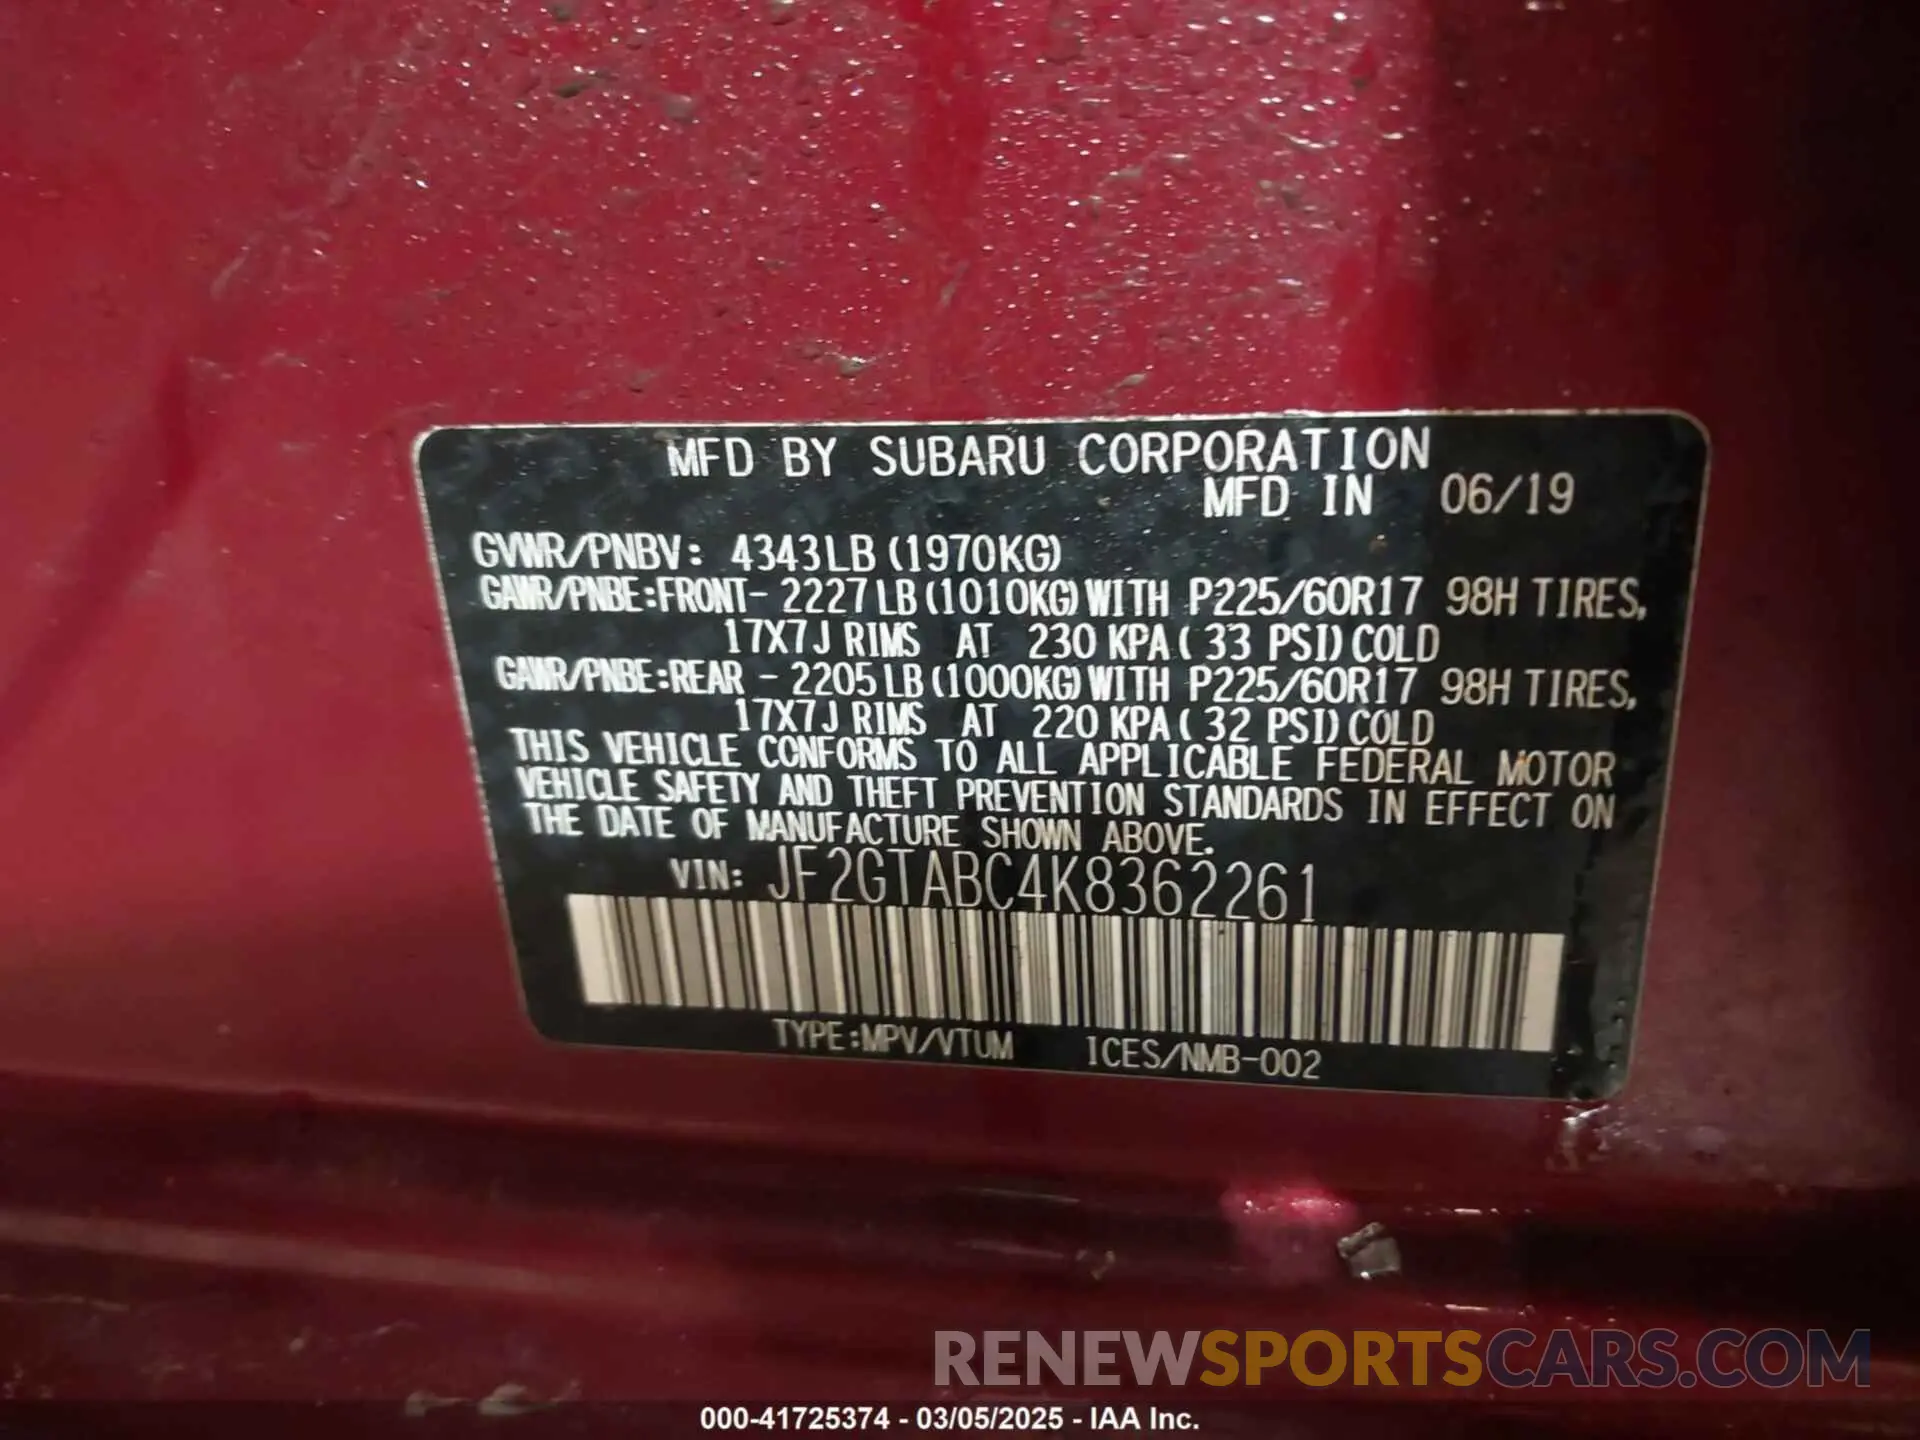 MFD BY SUBARU CORPORATION
MFD IN 06/19
GVWR/PNBV: 4343LB (1970KG)
GAWR/PNBE:FRONT- 2227LB (1010KG) WITH P225/60R17 98H TIRES,
17X7J RIMS AT 230 KPA ( 33 PSI) COLD
GAWR/PNBE:REAR - 2205LB (1000KG) WITH P225/60R17 98H TIRES,
17X7J RIMS AT 220 KPA ( 32 PSI) COLD
THIS VEHICLE CONFORMS TO ALL APPLICABLE FEDERAL MOTOR
VEHICLE SAFETY AND THEFT PREVENTION STANDARDS IN EFFECT ON
THE DATE OF MANUFACTURE SHOWN ABOVE.
VIN: JF2GTABC4K8362261
TYPE:MPV/VTUM ICES/NMB-002
RENEWSPORTSCARS.COM
000-41725374 - 03/05/2025 - IAA Inc.